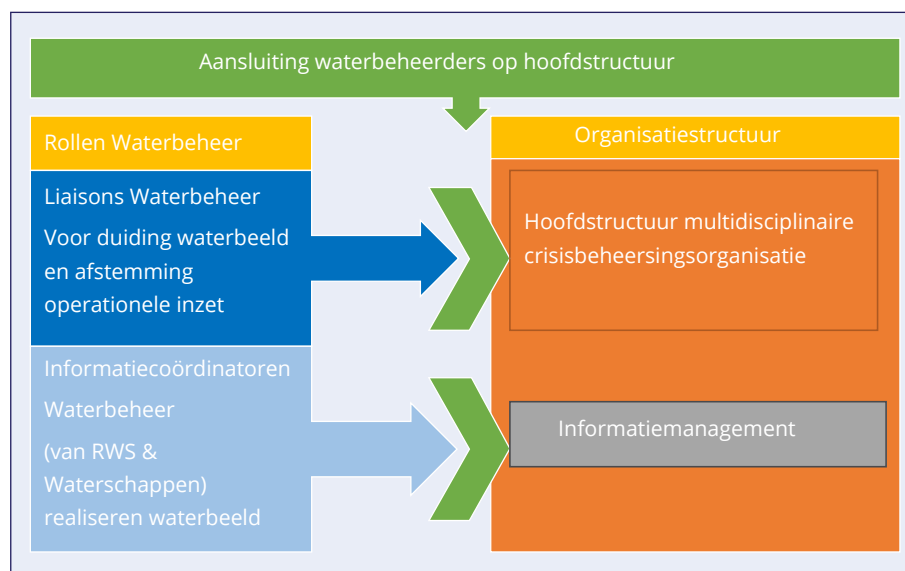 Aansluiting waterbeheerders op hoofdstructuur
Rollen Waterbeheer
Liaisons Waterbeheer
Voor duiding waterbeeld
en afstemming
operationele inzet
Informatiecoördinatoren
Waterbeheer
(van RWS &
Waterschappen)
realiseren waterbeeld
Organisatiestructuur
Hoofdstructuur multidisciplinaire
crisisbeheersingsorganisatie
Informatiemanagement